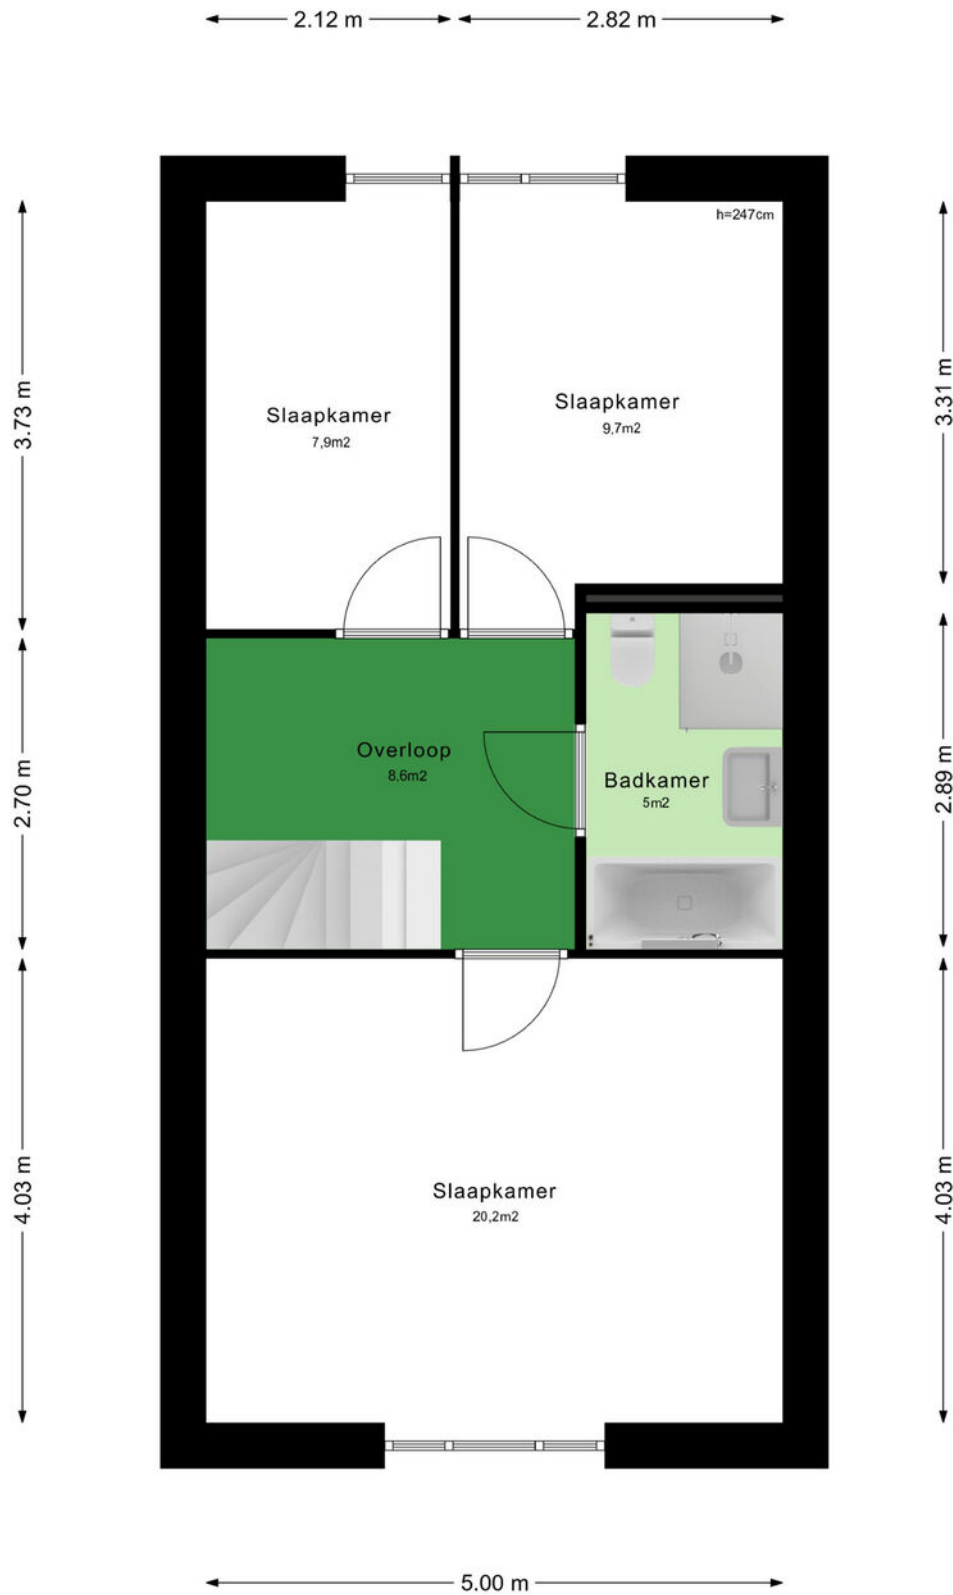 2.12 m
2.82 m
h=247cm
3.73 m
3.31 m
Slaapkamer
7,9m2
Slaapkamer
9,7m2
2.70 m
Overloop
8,6m2
Badkamer
5m2
2.89 m
4.03 m
Slaapkamer
20,2m2
4.03 m
5.00 m